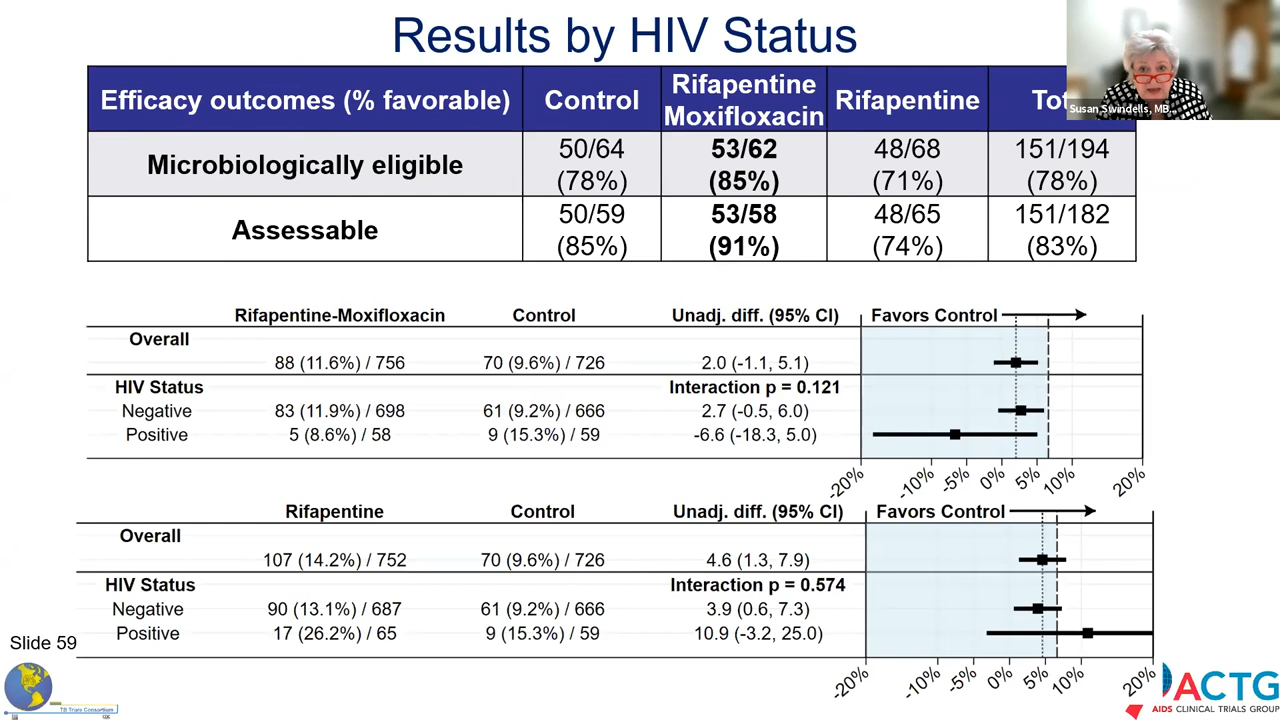 Results by HIV Status
Susan Swindells, MB...
Efficacy outcomes (% favorable) Control Rifapentine Moxifloxacin Rifapentine Tot
Microbiologically eligible 50/64 (78%) 53/62 (85%) 48/68 (71%) 151/194 (78%)
Assessable 50/59 (85%) 53/58 (91%) 48/65 (74%) 151/182 (83%)
Rifapentine-Moxifloxacin Control Unadj. diff. (95% CI) Favors Control
Overall
88 (11.6%) / 756 70 (9.6%) / 726 2.0 (-1.1, 5.1)
HIV Status Interaction p = 0.121
Negative 83 (11.9%) / 698 61 (9.2%) / 666 2.7 (-0.5, 6.0)
Positive 5 (8.6%) / 58 9 (15.3%) / 59 -6.6 (-18.3, 5.0)
-20% -10% -5% 0% 5% 10% 20%
Rifapentine Control Unadj. diff. (95% CI) Favors Control
Overall
107 (14.2%) / 752 70 (9.6%) / 726 4.6 (1.3, 7.9)
HIV Status Interaction p = 0.574
Negative 90 (13.1%) / 687 61 (9.2%) / 666 3.9 (0.6, 7.3)
Positive 17 (26.2%) / 65 9 (15.3%) / 59 10.9 (-3.2, 25.0)
-20% -10% -5% 0% 5% 10% 20%
Slide 59
TB Trials Consortium
ACTG
AIDS CLINICAL TRIALS GROUP